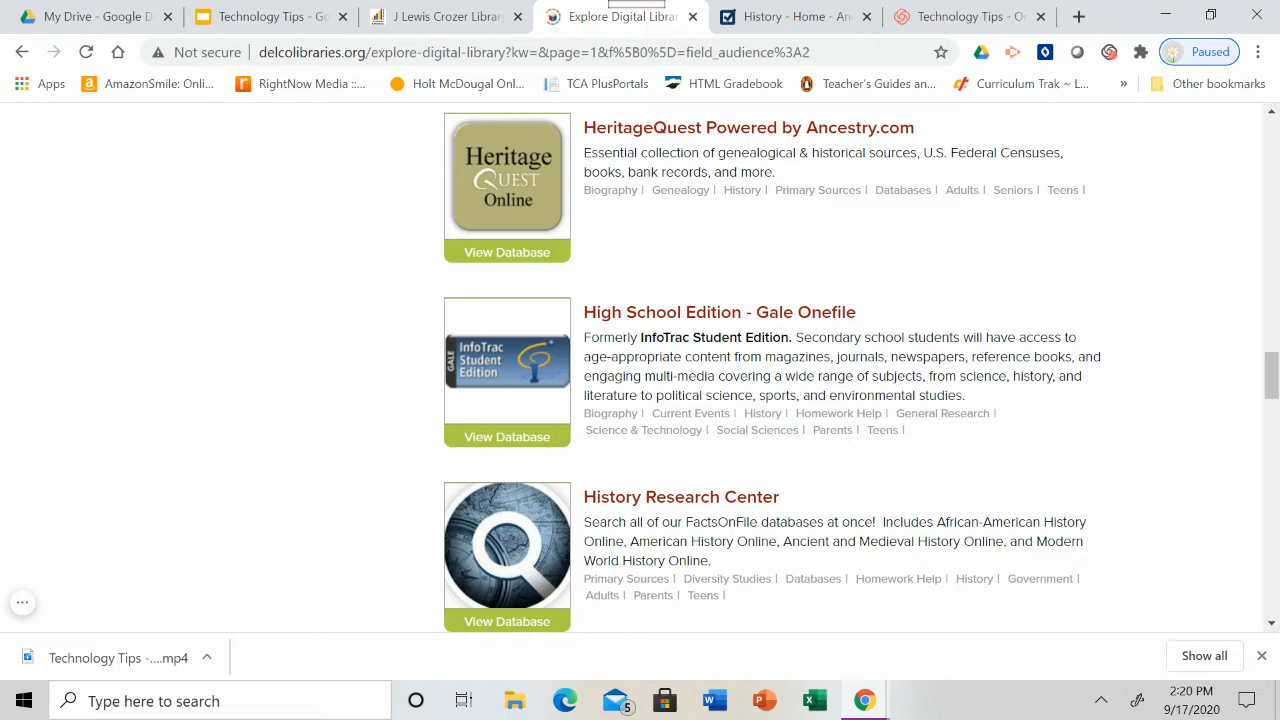 My Drive - Google D
Technology Tips - Go
J Lewis Cross Library
Explore Digital Librar
History - Home - An
Technology Tips - O
Not secure
delcolibraries.org/explore-digital-library?kw=&page=1&f%5B0%5D=field_audience%3A2
Paused
Apps
AmazonSmile: Onli...
RightNow Media ::...
Holt McDougal Onl...
TCA PlusPortals
HTML Gradebook
Teacher's Guides an...
Curriculum Trak ~ L...
»
Other bookmarks
Heritage
QUEST
Online
View Database
HeritageQuest Powered by Ancestry.com
Essential collection of genealogical & historical sources, U.S. Federal Censuses,
books, bank records, and more.
Biography | Genealogy | History | Primary Sources | Databases | Adults | Seniors | Teens |
GALE
InfoTrac
Student
Edition
View Database
High School Edition - Gale Onefile
Formerly InfoTrac Student Edition. Secondary school students will have access to
age-appropriate content from magazines, journals, newspapers, reference books, and
engaging multi-media covering a wide range of subjects, from science, history, and
literature to political science, sports, and environmental studies.
Biography | Current Events | History | Homework Help | General Research |
Science & Technology | Social Sciences | Parents | Teens |
View Database
History Research Center
Search all of our FactsOnFile databases at once! Includes African-American History
Online, American History Online, Ancient and Medieval History Online, and Modern
World History Online.
Primary Sources | Diversity Studies | Databases | Homework Help | History | Government |
Adults | Parents | Teens |
Technology Tips -....mp4
Show all
Type here to search
5
2:20 PM
9/17/2020